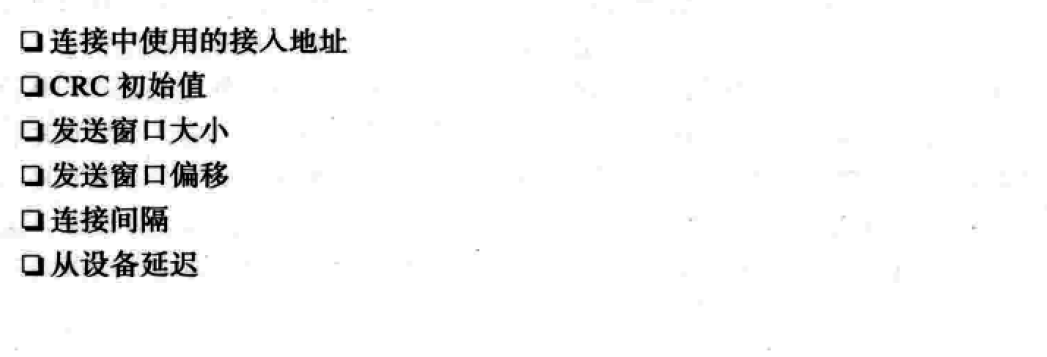 ❑ 连接中使用的接入地址
❑ CRC 初始值
❑ 发送窗口大小
❑ 发送窗口偏移
❑ 连接间隔
❑ 从设备延迟